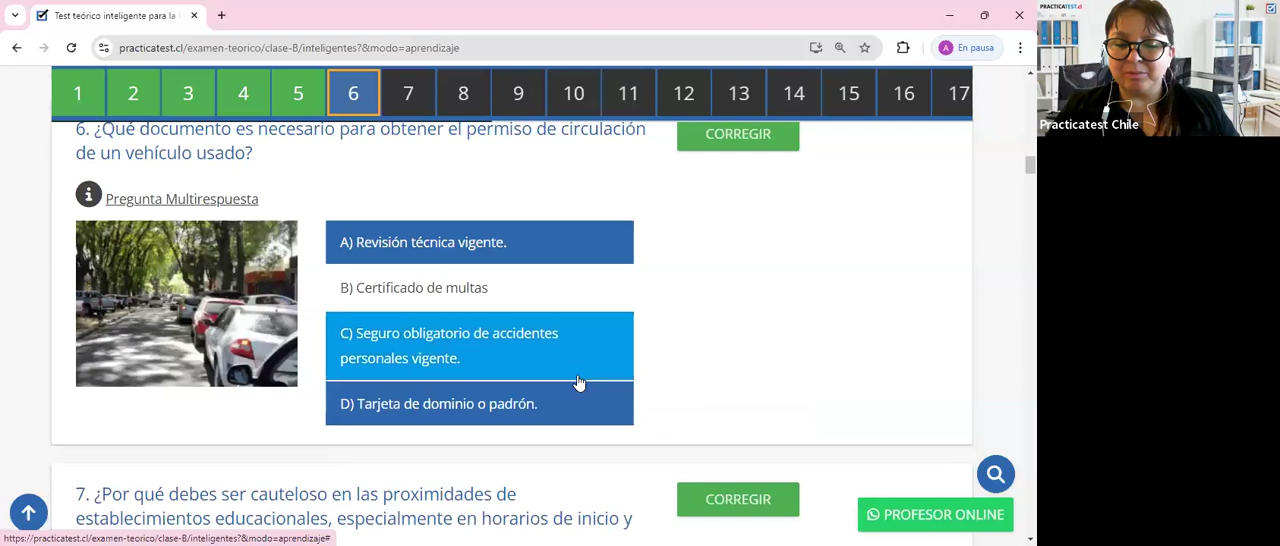 Test teórico inteligente para la
practicatest.cl/examen-teorico/clase-B/inteligentes?&modo=aprendizaje
A
En pausa
PRACTICATEST.cl
1 2 3 4 5 6 7 8 9 10 11 12 13 14 15 16 17
Practicatest Chile
6. ¿Qué documento es necesario para obtener el permiso de circulación
de un vehículo usado?
CORREGIR
Pregunta Multirespuesta
A) Revisión técnica vigente.
B) Certificado de multas
C) Seguro obligatorio de accidentes
personales vigente.
D) Tarjeta de dominio o padrón.
7. ¿Por qué debes ser cauteloso en las proximidades de
establecimientos educacionales, especialmente en horarios de inicio y
CORREGIR
PROFESOR ONLINE
https://practicatest.cl/examen-teorico/clase-B/inteligentes?&modo=aprendizaje#